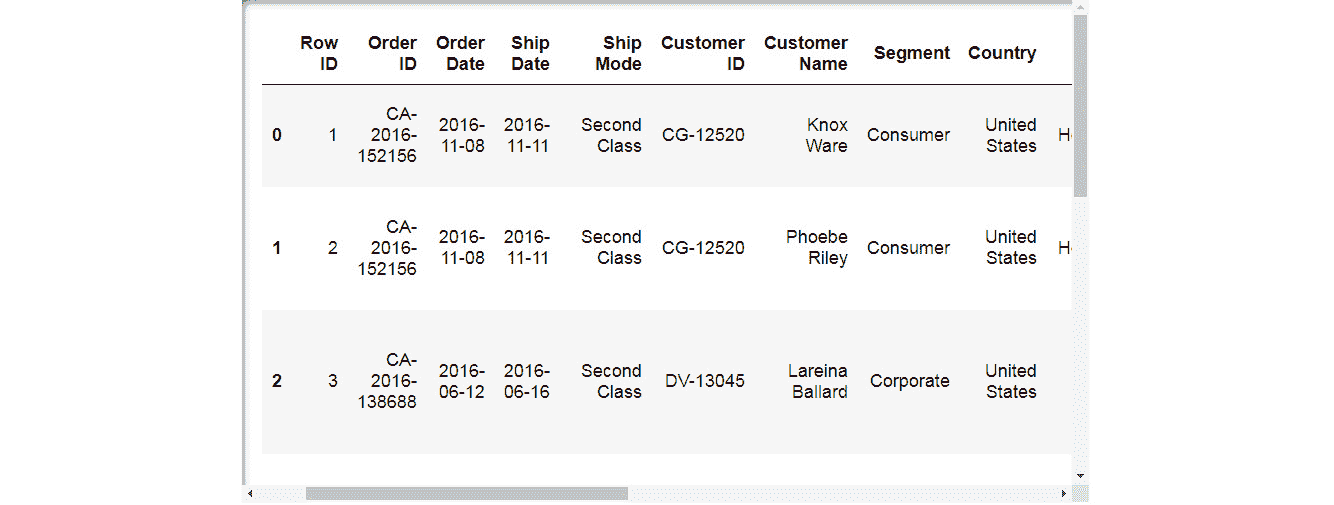 Row ID Order ID Order Date Ship Date Ship Mode Customer ID Customer Name Segment Country
0 1 CA-2016-152156 2016-11-08 2016-11-11 Second Class CG-12520 Knox Ware Consumer United States
1 2 CA-2016-152156 2016-11-08 2016-11-11 Second Class CG-12520 Phoebe Riley Consumer United States
2 3 CA-2016-138688 2016-06-12 2016-06-16 Second Class DV-13045 Lareina Ballard Corporate United States